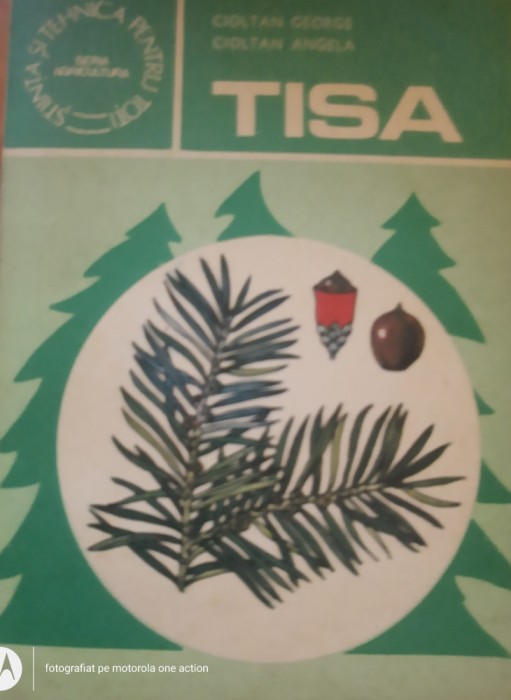 ȘTIINȚA ȘI TEHNICA PENTRU TOȚI
SERIA
AGRICULTURA
CIOLTAN GEORGE
CIOLTAN ANGELA
TISA
fotografiat pe motorola one action